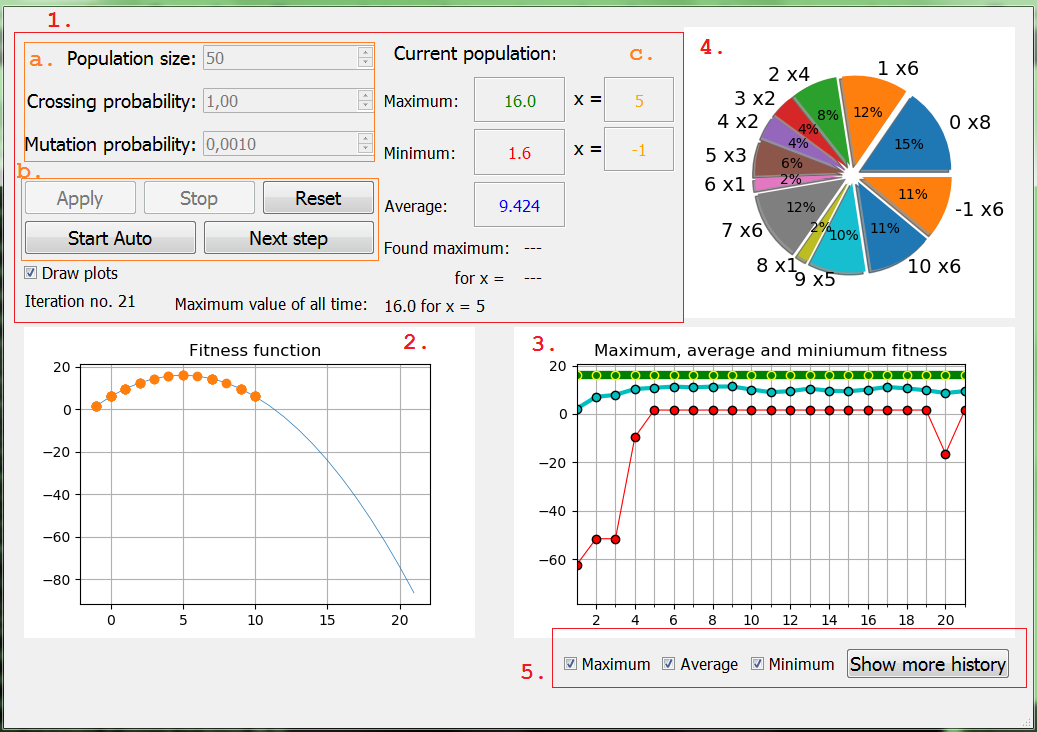 1.
a. Population size: 50
Crossing probability: 1,00
Mutation probability: 0,0010
b.
Apply Stop Reset
Start Auto Next step
Draw plots
Iteration no. 21
Maximum value of all time: 16.0 for x = 5
Current population: c.
Maximum: 16.0 x = 5
Minimum: 1.6 x = -1
Average: 9.424
Found maximum: ---
for x = ---
4.
1 x6
2 x4
3 x2
4 x2
5 x3
6 x1
7 x6
8 x1
9 x5
10 x6
-1 x6
0 x8
12%
8%
4%
4%
6%
2%
12%
2%
10%
11%
11%
15%
2.
Fitness function
20
0
−20
−40
−60
−80
0 5 10 15 20
3.
Maximum, average and miniumum fitness
20
0
−20
−40
−60
2 4 6 8 10 12 14 16 18 20
5.
Maximum Average Minimum Show more history